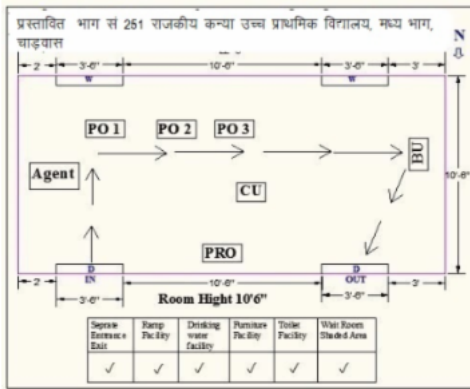 प्रस्तावित भाग सं 251 राजकीय कन्या उच्च प्राथमिक विद्यालय, मध्य भाग,
चाड़वास
N
2' 3'-6" 10'-6" 3'-6" 3'
W W
PO 1 PO 2 PO 3
BU
Agent
CU
10'-6"
PRO
D D
IN OUT
2' 10'-6" 3'
3'-6" 3'-6"
Room Hight 10'6"
Seprate Entrance Exit
Ramp Facility
Drinking water facility
Furniture Facility
Toilet Facility
Wait Room Shaded Area
✓ ✓ ✓ ✓ ✓ ✓